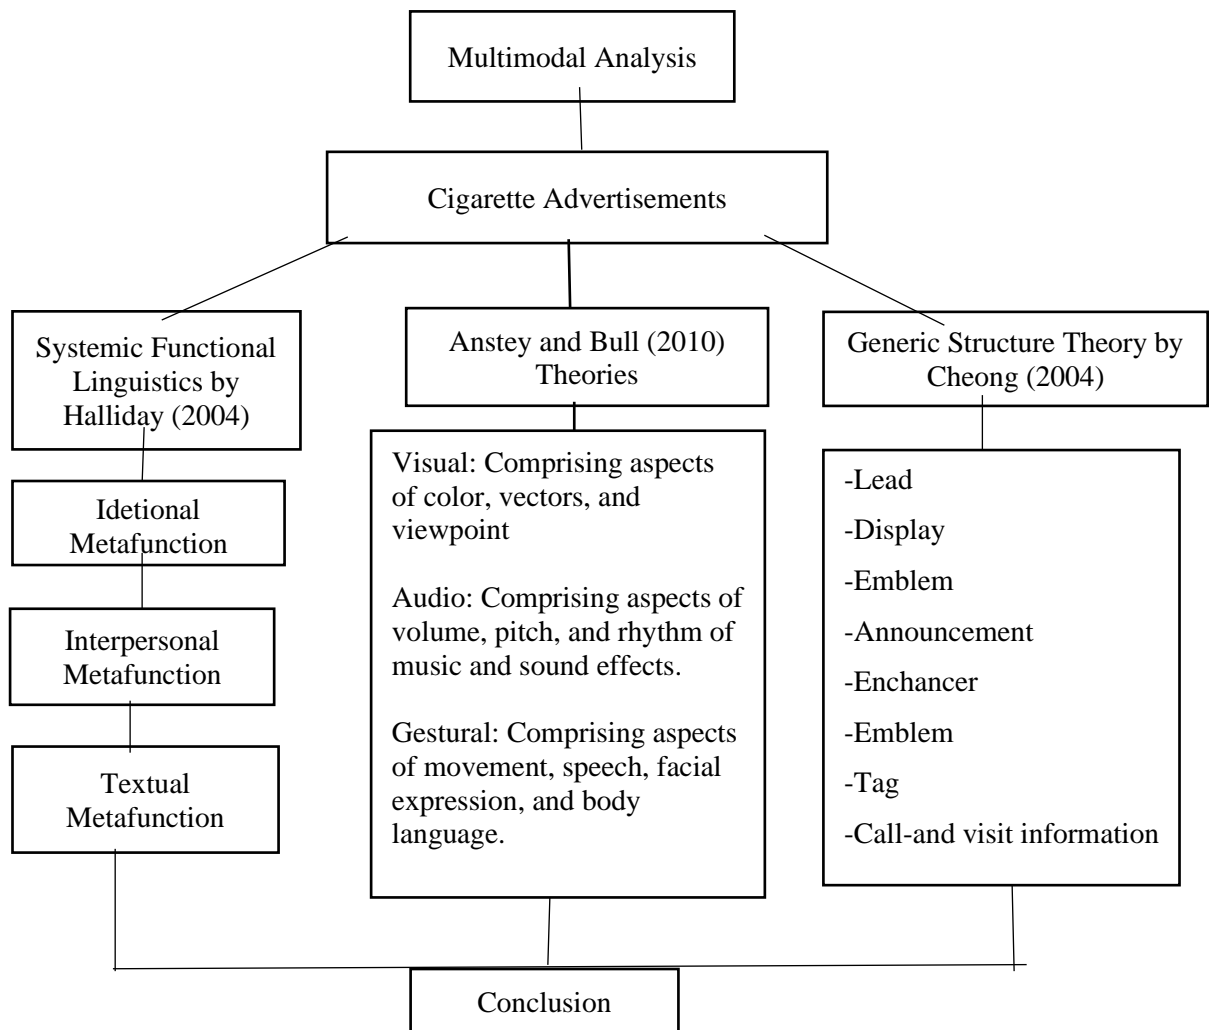 Multimodal Analysis
Cigarette Advertisements
Systemic Functional
Linguistics by
Halliday (2004)
Idetional
Metafunction
Interpersonal
Metafunction
Textual
Metafunction
Anstey and Bull (2010)
Theories
Visual: Comprising aspects
of color, vectors, and
viewpoint
Audio: Comprising aspects of
volume, pitch, and rhythm of
music and sound effects.
Gestural: Comprising aspects
of movement, speech, facial
expression, and body
language.
Generic Structure Theory by
Cheong (2004)
-Lead
-Display
-Emblem
-Announcement
-Enchancer
-Emblem
-Tag
-Call-and visit information
Conclusion